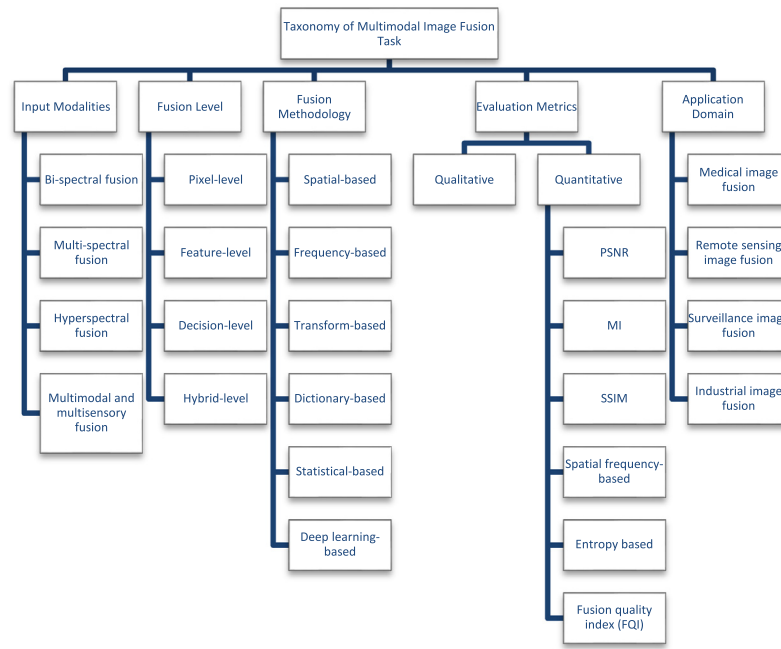 Taxonomy of Multimodal Image Fusion
Task
Input Modalities
Fusion Level
Fusion
Methodology
Evaluation Metrics
Application
Domain
Bi-spectral fusion
Multi-spectral
fusion
Hyperspectral
fusion
Multimodal and
multisensory
fusion
Pixel-level
Feature-level
Decision-level
Hybrid-level
Spatial-based
Frequency-based
Transform-based
Dictionary-based
Statistical-based
Deep learning-
based
Qualitative
Quantitative
PSNR
MI
SSIM
Spatial frequency-
based
Entropy based
Fusion quality
index (FQI)
Medical image
fusion
Remote sensing
image fusion
Surveillance image
fusion
Industrial image
fusion